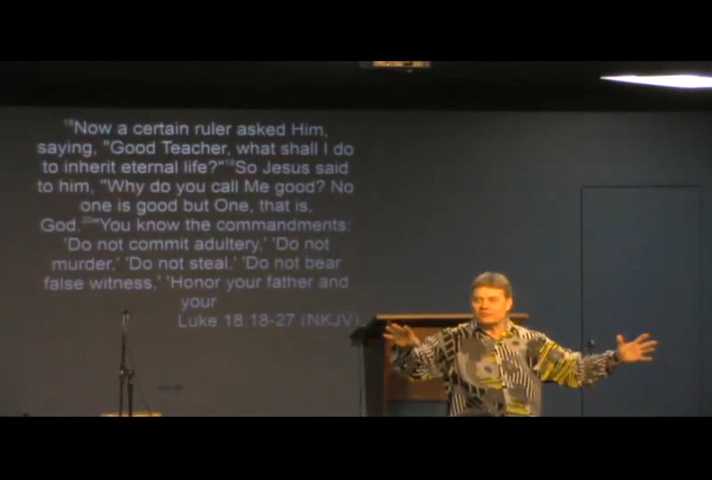 ¹⁸Now a certain ruler asked Him,
saying, "Good Teacher, what shall I do
to inherit eternal life?"¹⁹So Jesus said
to him, "Why do you call Me good? No
one is good but One, that is,
God.²⁰"You know the commandments:
'Do not commit adultery,' 'Do not
murder,' 'Do not steal,' 'Do not bear
false witness,' 'Honor your father and
your
Luke 18:18-27 (NKJV)